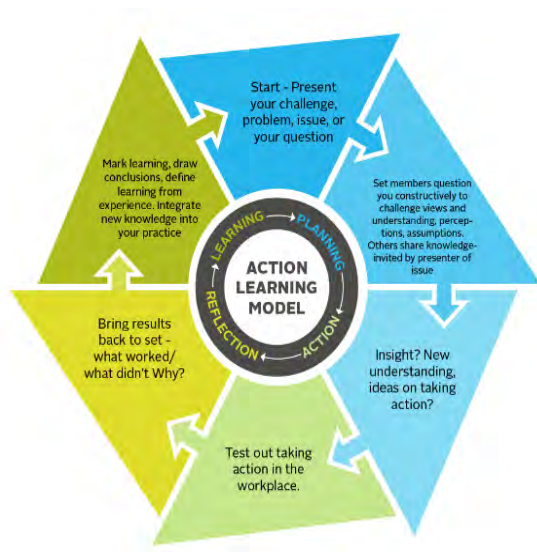 Start - Present
your challenge,
problem, issue, or
your question
Set members question
you constructively to
challenge views and
understanding, percep-
tions, assumptions.
Others share knowledge-
invited by presenter of
issue
Insight? New
understanding,
ideas on taking
action?
Test out taking
action in the
workplace.
Bring results
back to set -
what worked/
what didn't Why?
Mark learning, draw
conclusions, define
learning from
experience. Integrate
new knowledge into
your practice
ACTION
LEARNING
MODEL
PLANNING
ACTION
REFLECTION
LEARNING